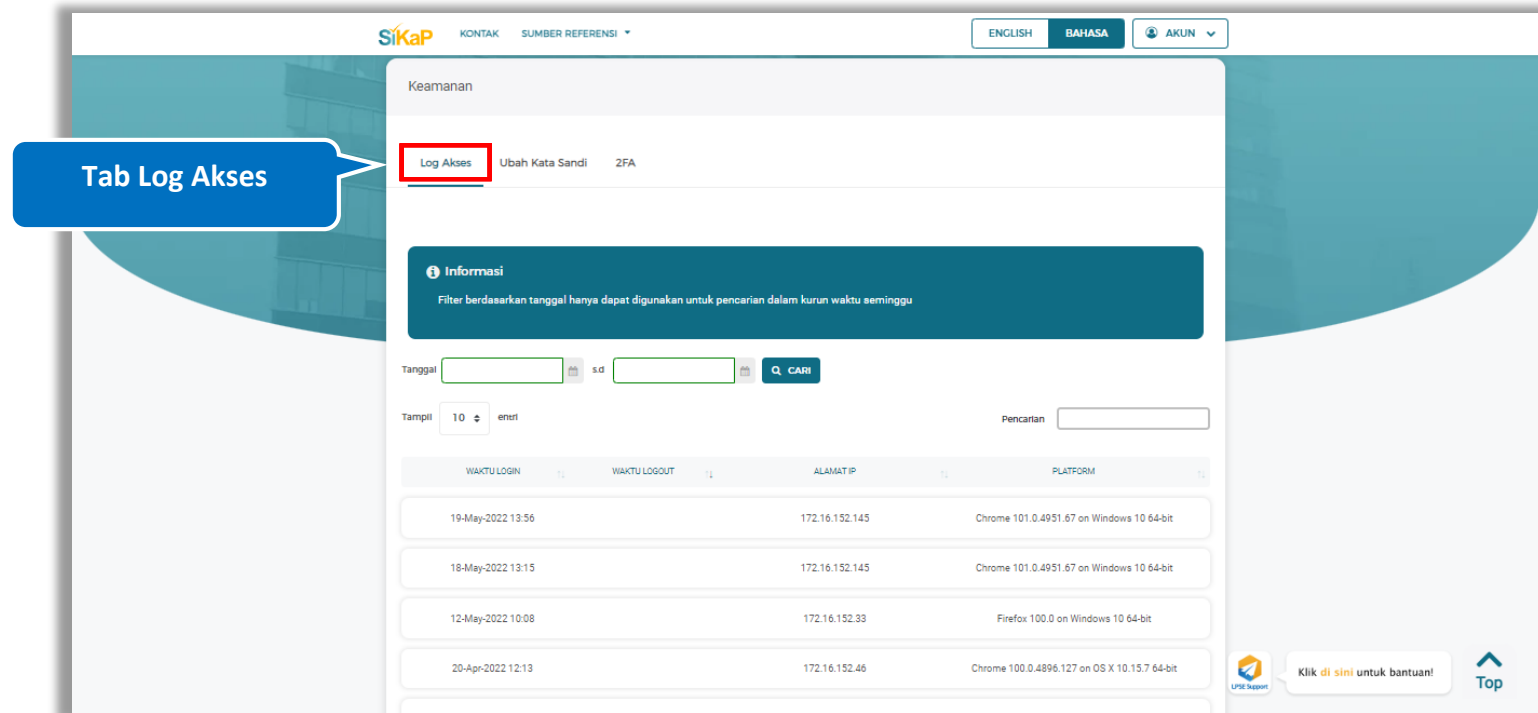 SiKaP KONTAK SUMBER REFERENSI ENGLISH BAHASA AKUN
Keamanan
Tab Log Akses
Log Akses Ubah Kata Sandi 2FA
Informasi
Filter berdasarkan tanggal hanya dapat digunakan untuk pencarian dalam kurun waktu seminggu
Tanggal s.d CARI
Tampil 10 entri Pencarian
WAKTU LOGIN WAKTU LOGOUT ALAMAT IP PLATFORM
19-May-2022 13:56 172.16.152.145 Chrome 101.0.4951.67 on Windows 10 64-bit
18-May-2022 13:15 172.16.152.145 Chrome 101.0.4951.67 on Windows 10 64-bit
12-May-2022 10:08 172.16.152.33 Firefox 100.0 on Windows 10 64-bit
20-Apr-2022 12:13 172.16.152.46 Chrome 100.0.4896.127 on OS X 10.15.7 64-bit
LPSE Support Klik di sini untuk bantuan! Top